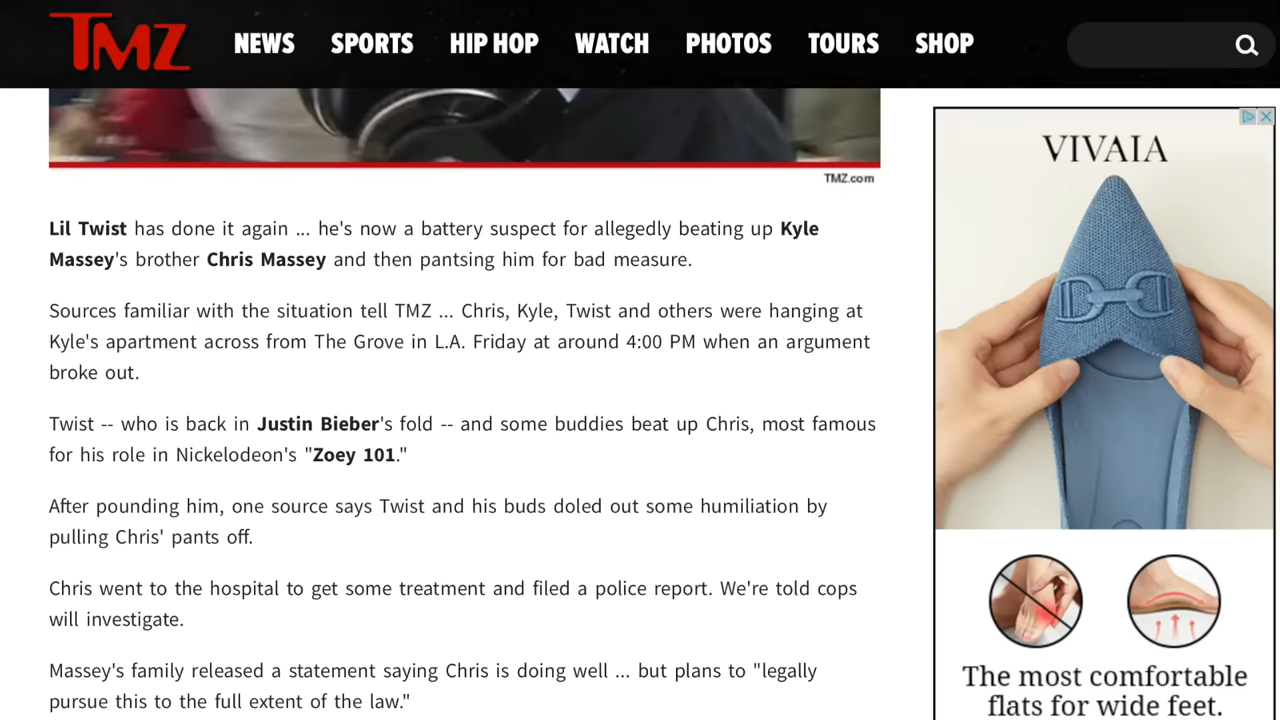 TMZ NEWS SPORTS HIP HOP WATCH PHOTOS TOURS SHOP
TMZ.com
Lil Twist has done it again ... he's now a battery suspect for allegedly beating up Kyle
Massey's brother Chris Massey and then pantsing him for bad measure.
Sources familiar with the situation tell TMZ ... Chris, Kyle, Twist and others were hanging at
Kyle's apartment across from The Grove in L.A. Friday at around 4:00 PM when an argument
broke out.
Twist -- who is back in Justin Bieber's fold -- and some buddies beat up Chris, most famous
for his role in Nickelodeon's "Zoey 101."
After pounding him, one source says Twist and his buds doled out some humiliation by
pulling Chris' pants off.
Chris went to the hospital to get some treatment and filed a police report. We're told cops
will investigate.
Massey's family released a statement saying Chris is doing well ... but plans to "legally
pursue this to the full extent of the law."
VIVAIA
The most comfortable
flats for wide feet.